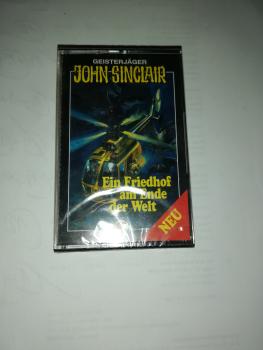 GEISTERJÄGER
JOHN SINCLAIR
Ein Friedhof
am Ende
der Welt
NEU